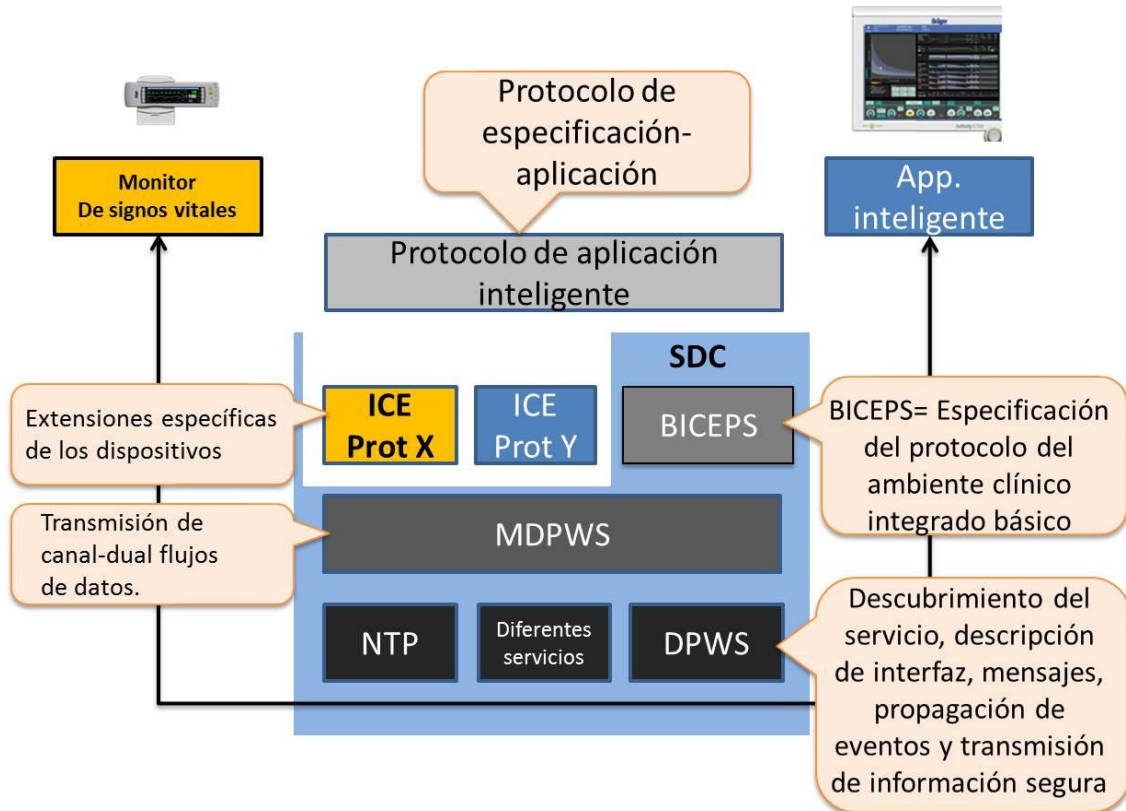 Dräger
Protocolo de
especificación-
aplicación
Monitor
De signos vitales
App.
inteligente
Protocolo de aplicación
inteligente
SDC
Extensiones específicas
de los dispositivos
ICE
Prot X
ICE
Prot Y
BICEPS
BICEPS= Especificación
del protocolo del
ambiente clínico
integrado básico
Transmisión de
canal-dual flujos
de datos.
MDPWS
NTP
Diferentes
servicios
DPWS
Descubrimiento del
servicio, descripción
de interfaz, mensajes,
propagación de
eventos y transmisión
de información segura